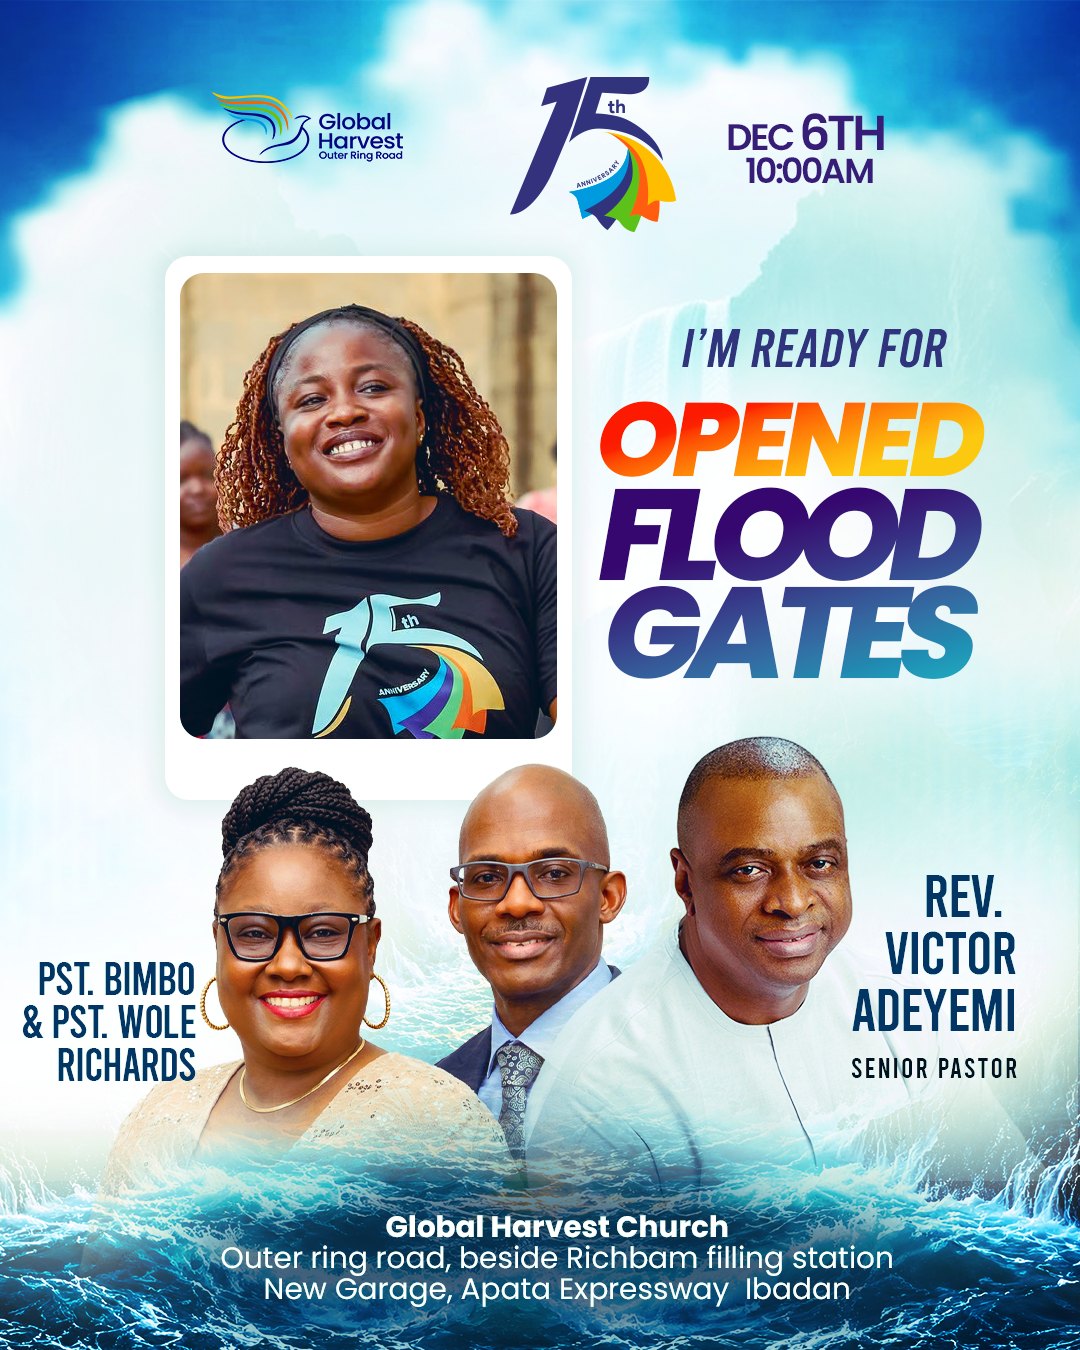 Global
Harvest
Outer Ring Road
15th
ANNIVERSARY
DEC 6TH
10:00AM
I'M READY FOR
OPENED
FLOOD
GATES
15th
ANNIVERSARY
PST. BIMBO
& PST. WOLE
RICHARDS
REV.
VICTOR
ADEYEMI
SENIOR PASTOR
Global Harvest Church
Outer ring road, beside Richbam filling station
New Garage, Apata Expressway Ibadan